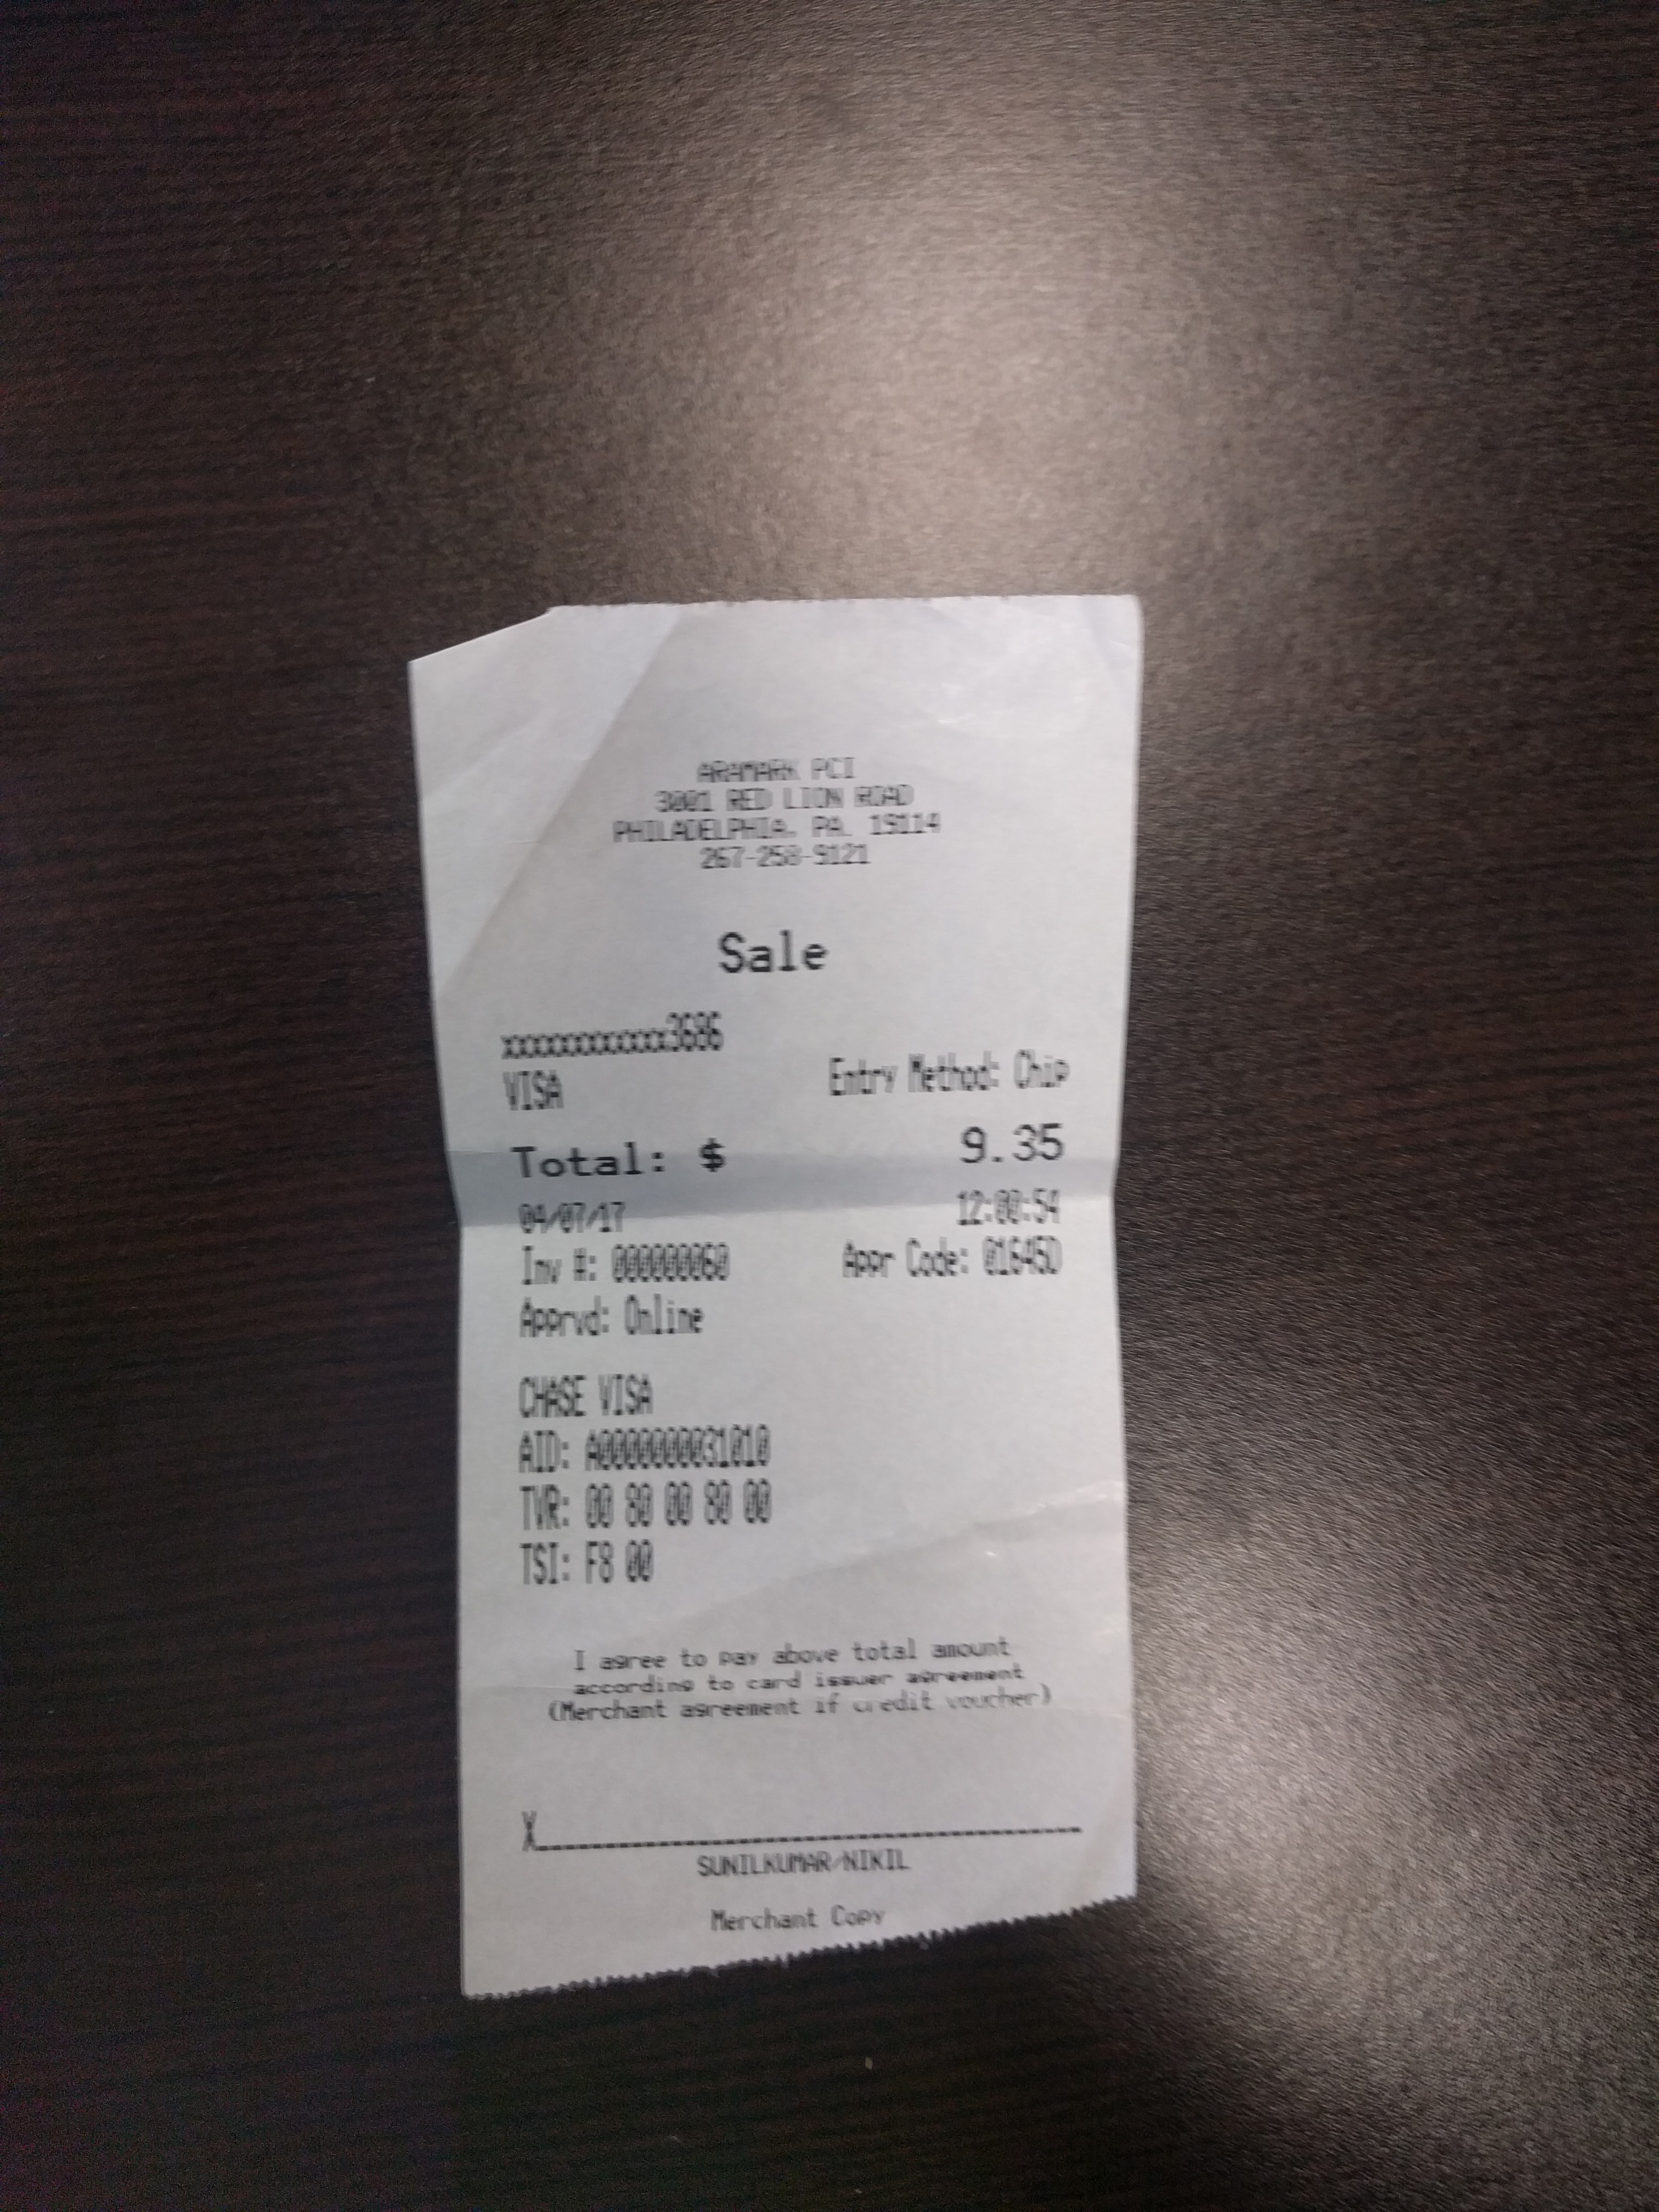 ARAMARK PCI
3001 RED LION ROAD
PHILADELPHIA, PA. 19114
267-258-9121
Sale
xxxxxxxxxxxx3686
VISA Entry Method: Chip
Total: $ 9.35
04/07/17 12:00:54
Inv #: 000000060 Appr Code: 01645D
Apprvd: Online
CHASE VISA
AID: A0000000031010
TVR: 00 80 00 80 00
TSI: F8 00
I agree to pay above total amount
according to card issuer agreement
(Merchant agreement if credit voucher)
X
SUNILKUMAR/NIKIL
Merchant Copy